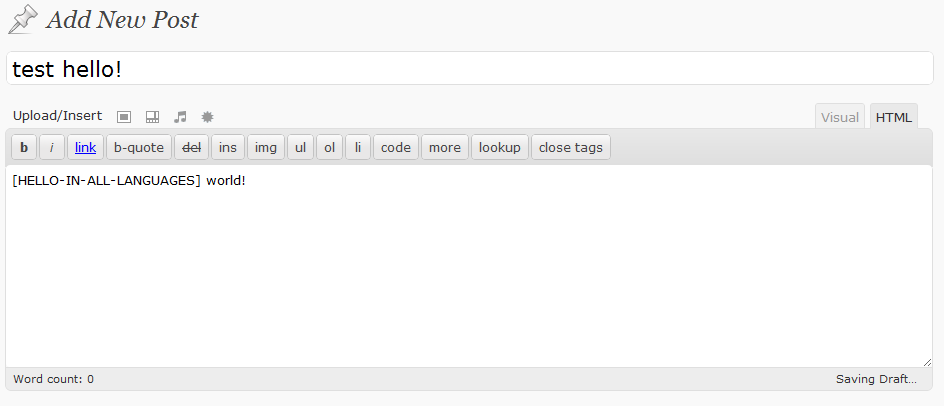 Add New Post
test hello!
Upload/Insert
Visual HTML
b i link b-quote del ins img ul ol li code more lookup close tags
[HELLO-IN-ALL-LANGUAGES] world!
Word count: 0 Saving Draft...